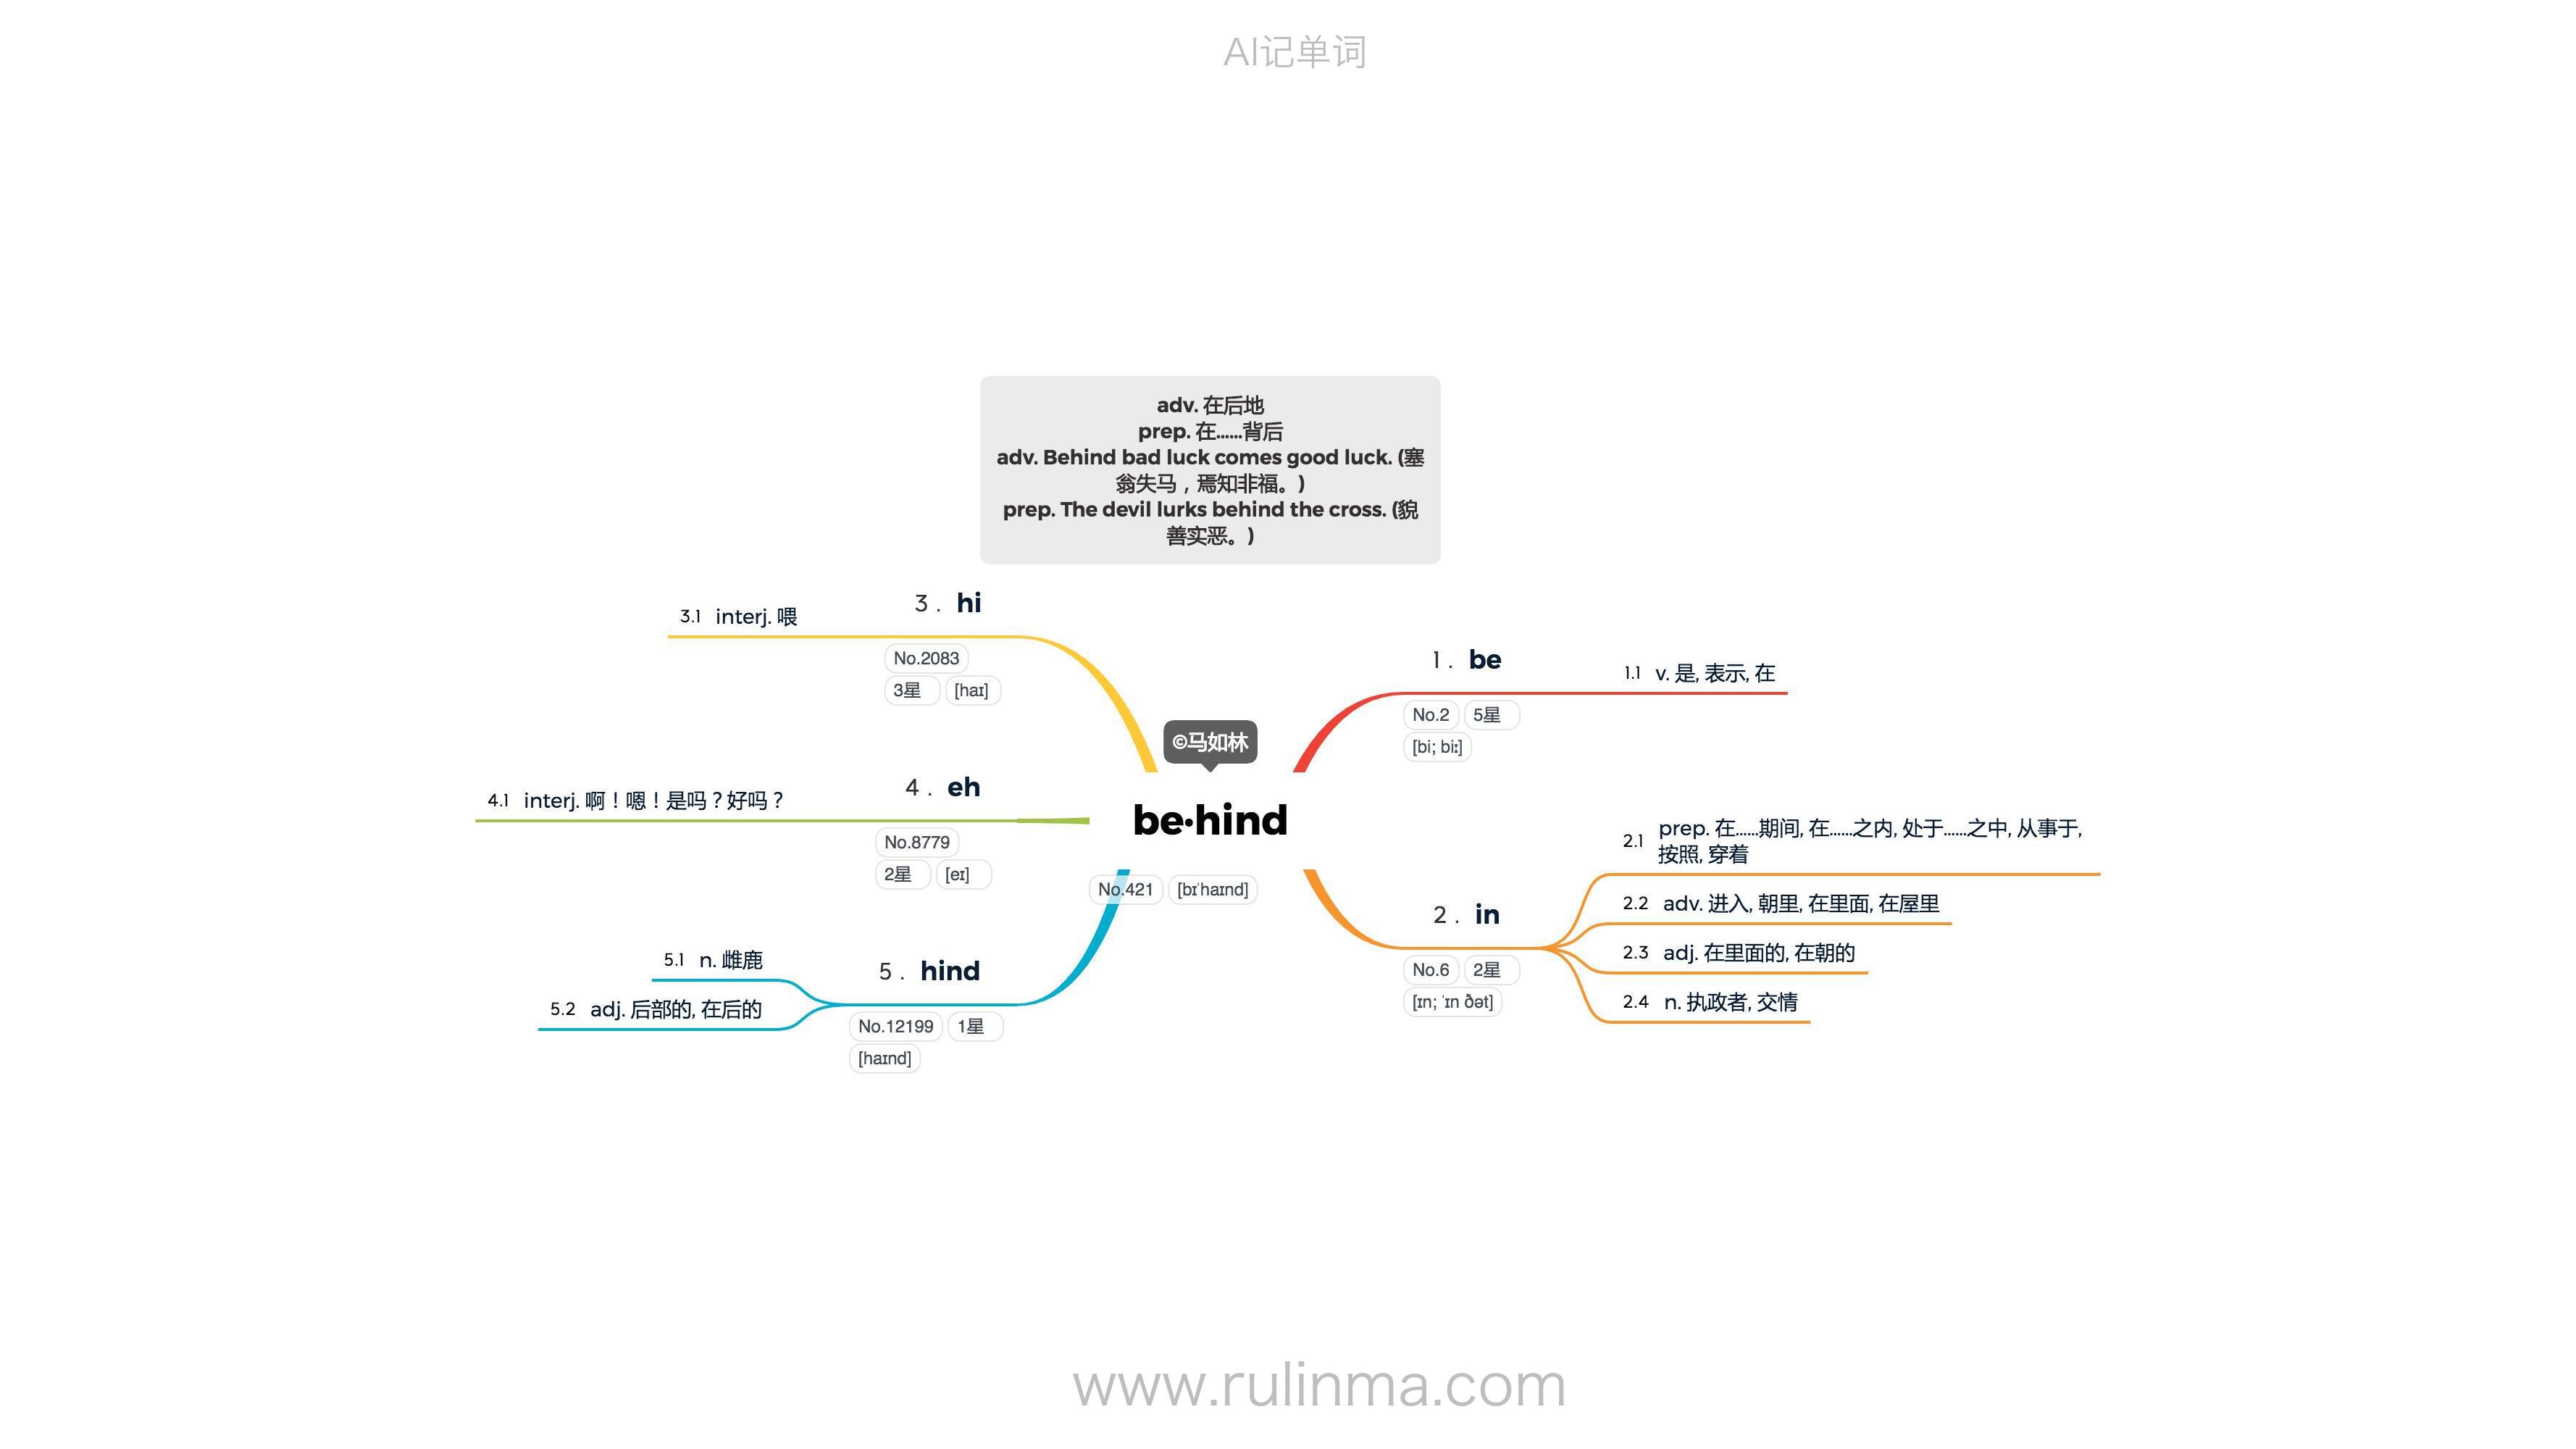 AI记单词
adv. 在后地
prep. 在……背后
adv. Behind bad luck comes good luck. (塞
翁失马，焉知非福。)
prep. The devil lurks behind the cross. (貌
善实恶。)
©马如林
be·hind
No.421 [bɪˈhaɪnd]
1 . be
No.2 5星
[bi; biː]
1.1 v. 是, 表示, 在
2 . in
No.6 2星
[ɪn; ˈɪn ðət]
2.1 prep. 在……期间, 在……之内, 处于……之中, 从事于,
按照, 穿着
2.2 adv. 进入, 朝里, 在里面, 在屋里
2.3 adj. 在里面的, 在朝的
2.4 n. 执政者, 交情
3 . hi
No.2083
3星 [haɪ]
3.1 interj. 喂
4 . eh
No.8779
2星 [eɪ]
4.1 interj. 啊！嗯！是吗？好吗？
5 . hind
No.12199 1星
[haɪnd]
5.1 n. 雌鹿
5.2 adj. 后部的, 在后的
www.rulinma.com